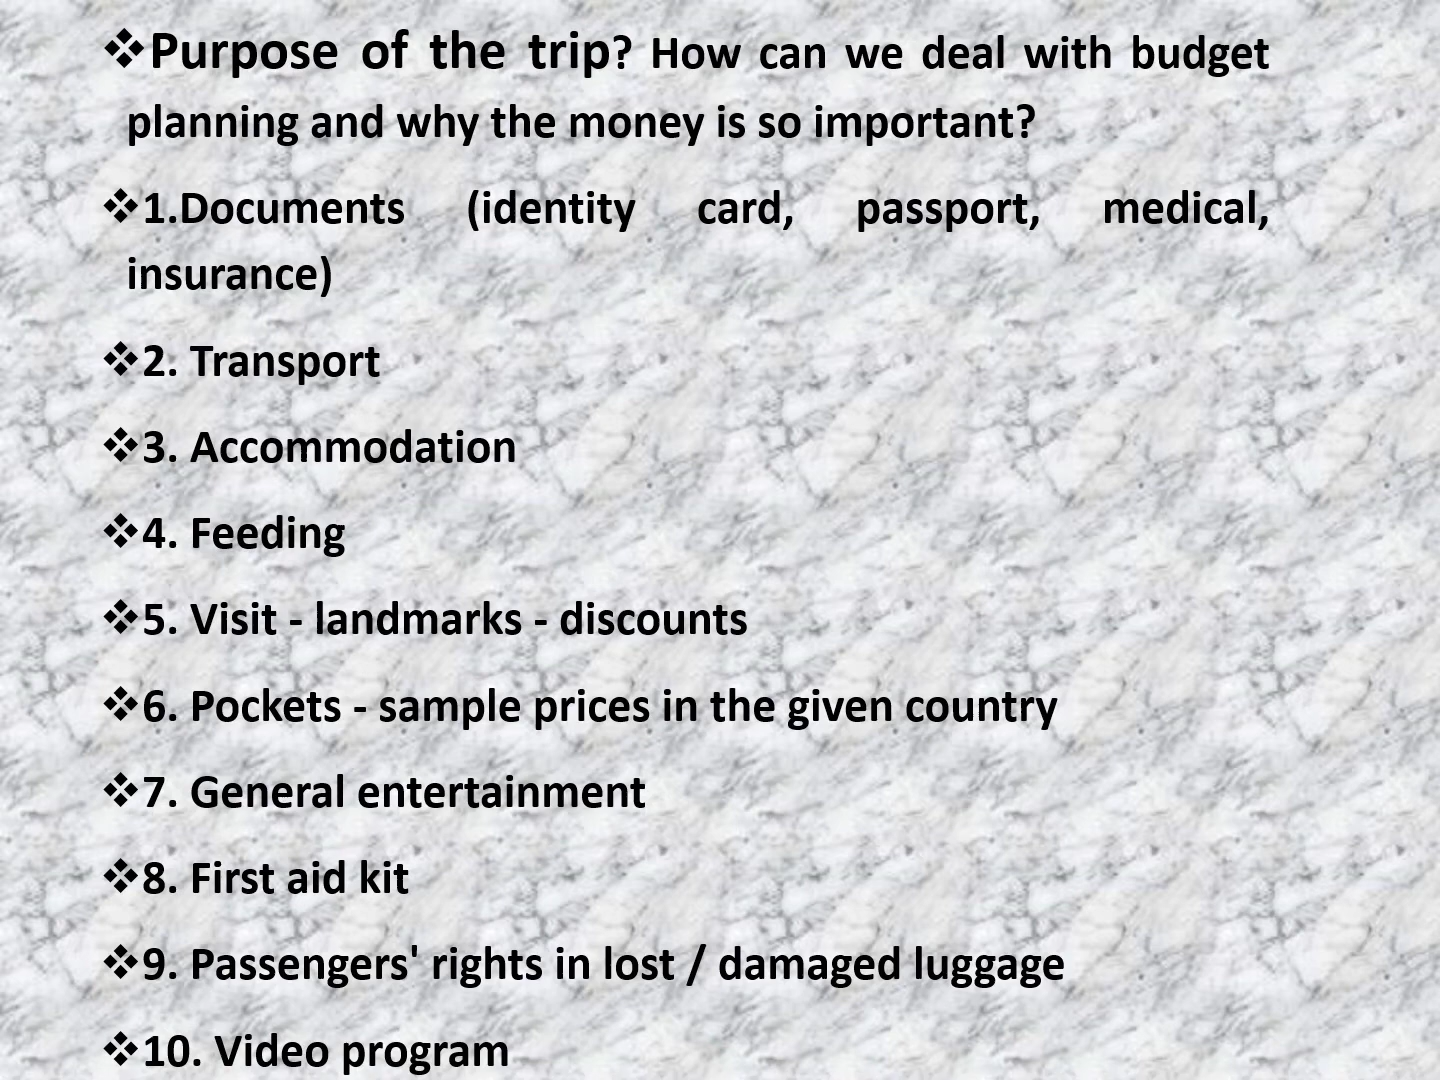 ❖Purpose of the trip? How can we deal with budget
planning and why the money is so important?
❖1.Documents (identity card, passport, medical,
insurance)
❖2. Transport
❖3. Accommodation
❖4. Feeding
❖5. Visit - landmarks - discounts
❖6. Pockets - sample prices in the given country
❖7. General entertainment
❖8. First aid kit
❖9. Passengers' rights in lost / damaged luggage
❖10. Video program